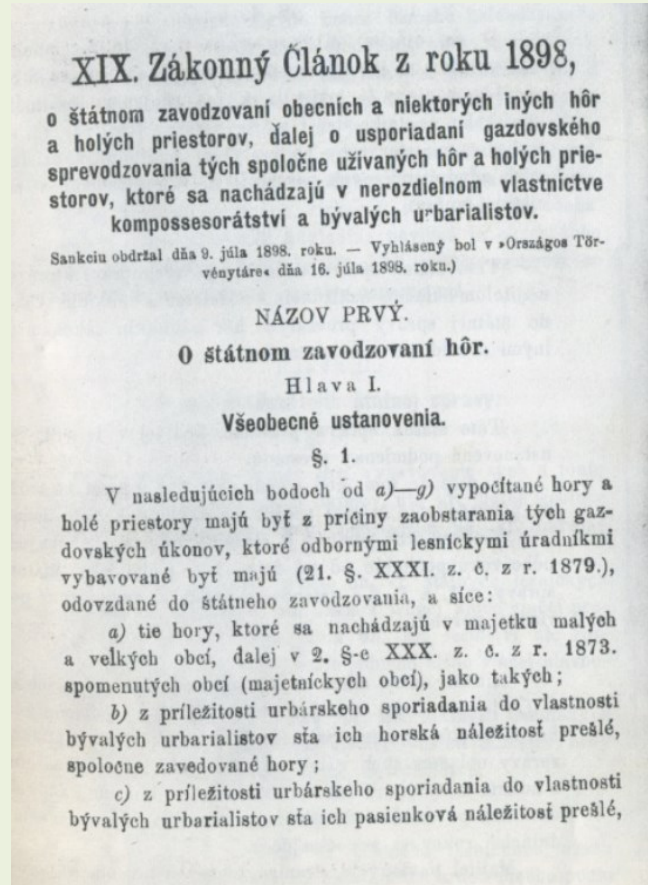 XIX. Zákonný Článok z roku 1898,
o štátnom zavodzovaní obecních a niektorých iných hôr
a holých priestorov, ďalej o usporiadaní gazdovského
sprevodzovania tých spoločne užívaných hôr a holých prie-
storov, ktoré sa nachádzajú v nerozdielnom vlastníctve
kompossesorátství a bývalých urbarialistov.
Sankciu obdržal dňa 9. júla 1898. roku. — Vyhlásený bol v »Országos Tör-
vénytáre« dňa 16. júla 1898. roku.)
NÁZOV PRVÝ.
O štátnom zavodzovaní hôr.
Hlava I.
Všeobecné ustanovenia.
§. 1.
V nasledujúcich bodoch od a)—g) vypočítané hory a
holé priestory majú byť z príčiny zaobstarania tých gaz-
dovských úkonov, ktoré odbornými lesníckymi úradníkmi
vybavované byť majú (21. §. XXXI. z. č. z r. 1879.),
odovzdané do štátneho zavodzovania, a síce:
a) tie hory, ktoré sa nachádzajú v majetku malých
a velkých obcí, ďalej v 2. §-e XXX. z. č. z r. 1873.
spomenutých obcí (majetníckych obcí), jako takých;
b) z príležitosti urbárskeho sporiadania do vlastnosti
bývalých urbarialistov sťa ich horská náležitosť prešlé,
spoločne zavedované hory;
c) z príležitosti urbárskeho sporiadania do vlastnosti
bývalých urbarialistov sťa ich pasienková náležitosť prešlé,